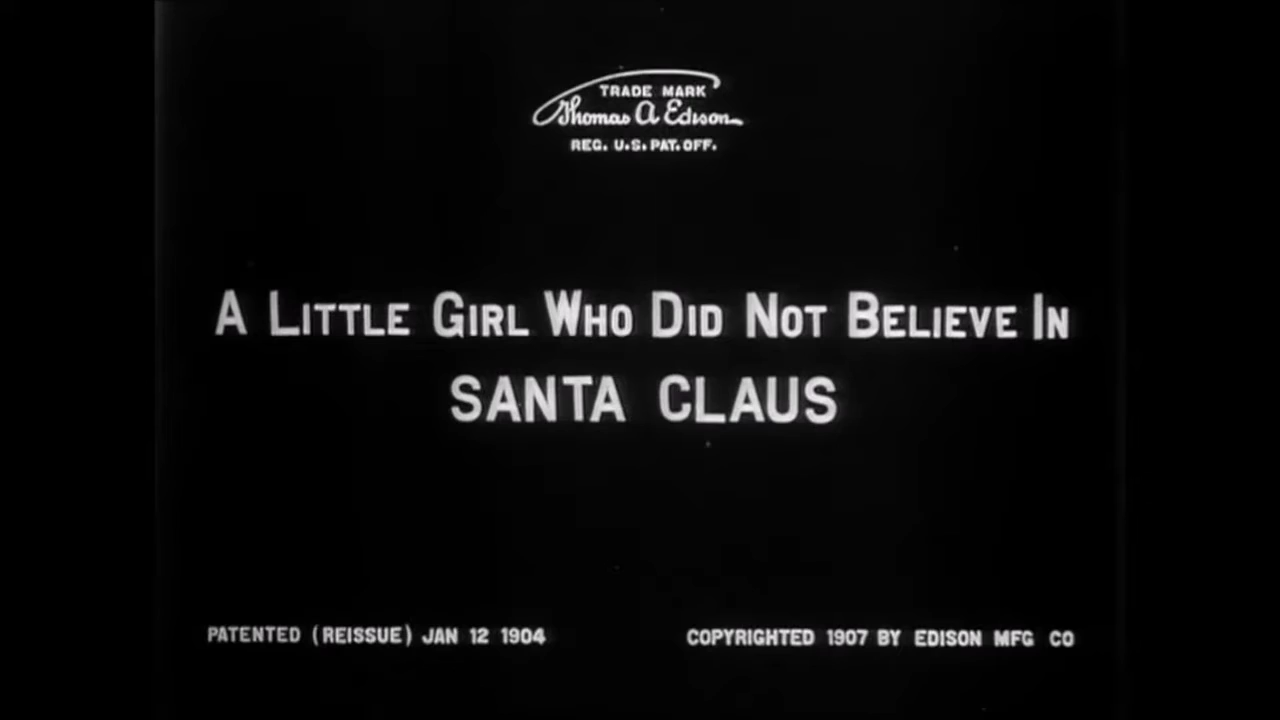 TRADE MARK
Thomas A Edison
REG. U.S. PAT. OFF.
A LITTLE GIRL WHO DID NOT BELIEVE IN
SANTA CLAUS
PATENTED (REISSUE) JAN 12 1904
COPYRIGHTED 1907 BY EDISON MFG CO